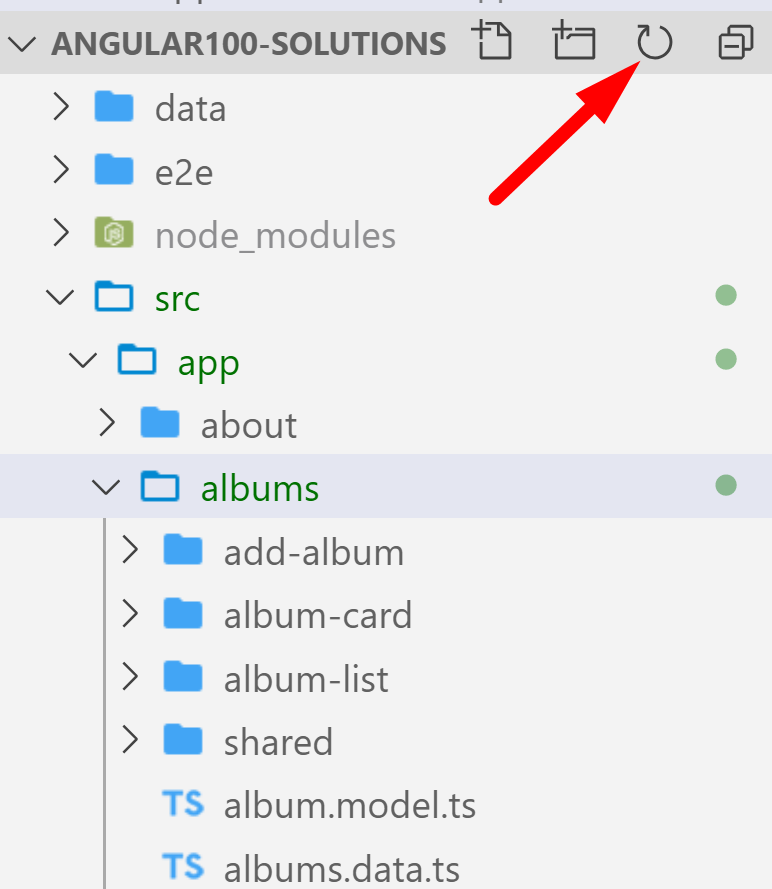 ANGULAR100-SOLUTIONS
data
e2e
node_modules
src
app
about
albums
add-album
album-card
album-list
shared
TS album.model.ts
TS albums.data.ts